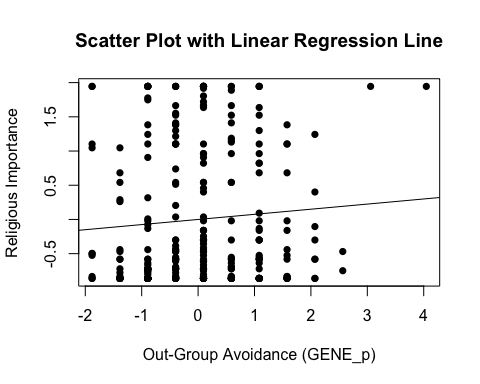 Scatter Plot with Linear Regression Line
Religious Importance
1.5
0.5
-0.5
-2 -1 0 1 2 3 4
Out-Group Avoidance (GENE_p)